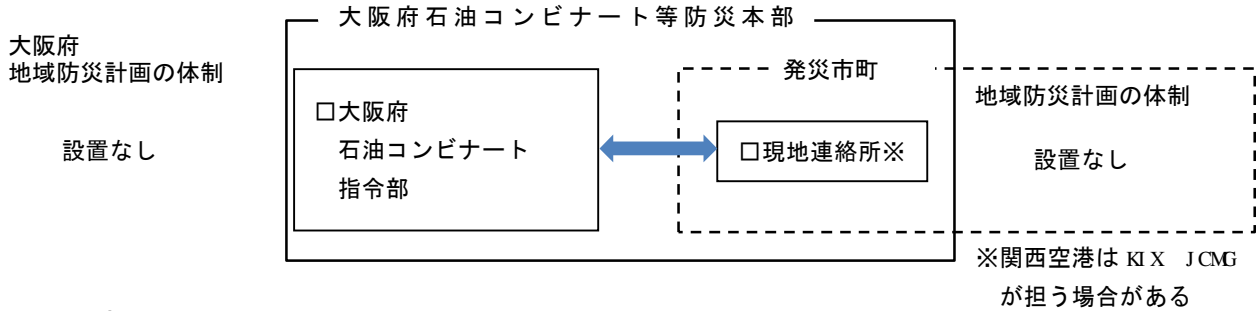 大阪府石油コンビナート等防災本部
大阪府
地域防災計画の体制
設置なし
□大阪府
石油コンビナート
指令部
発災市町
□現地連絡所※
地域防災計画の体制
設置なし
※関西空港は KIX JCMG
が担う場合がある